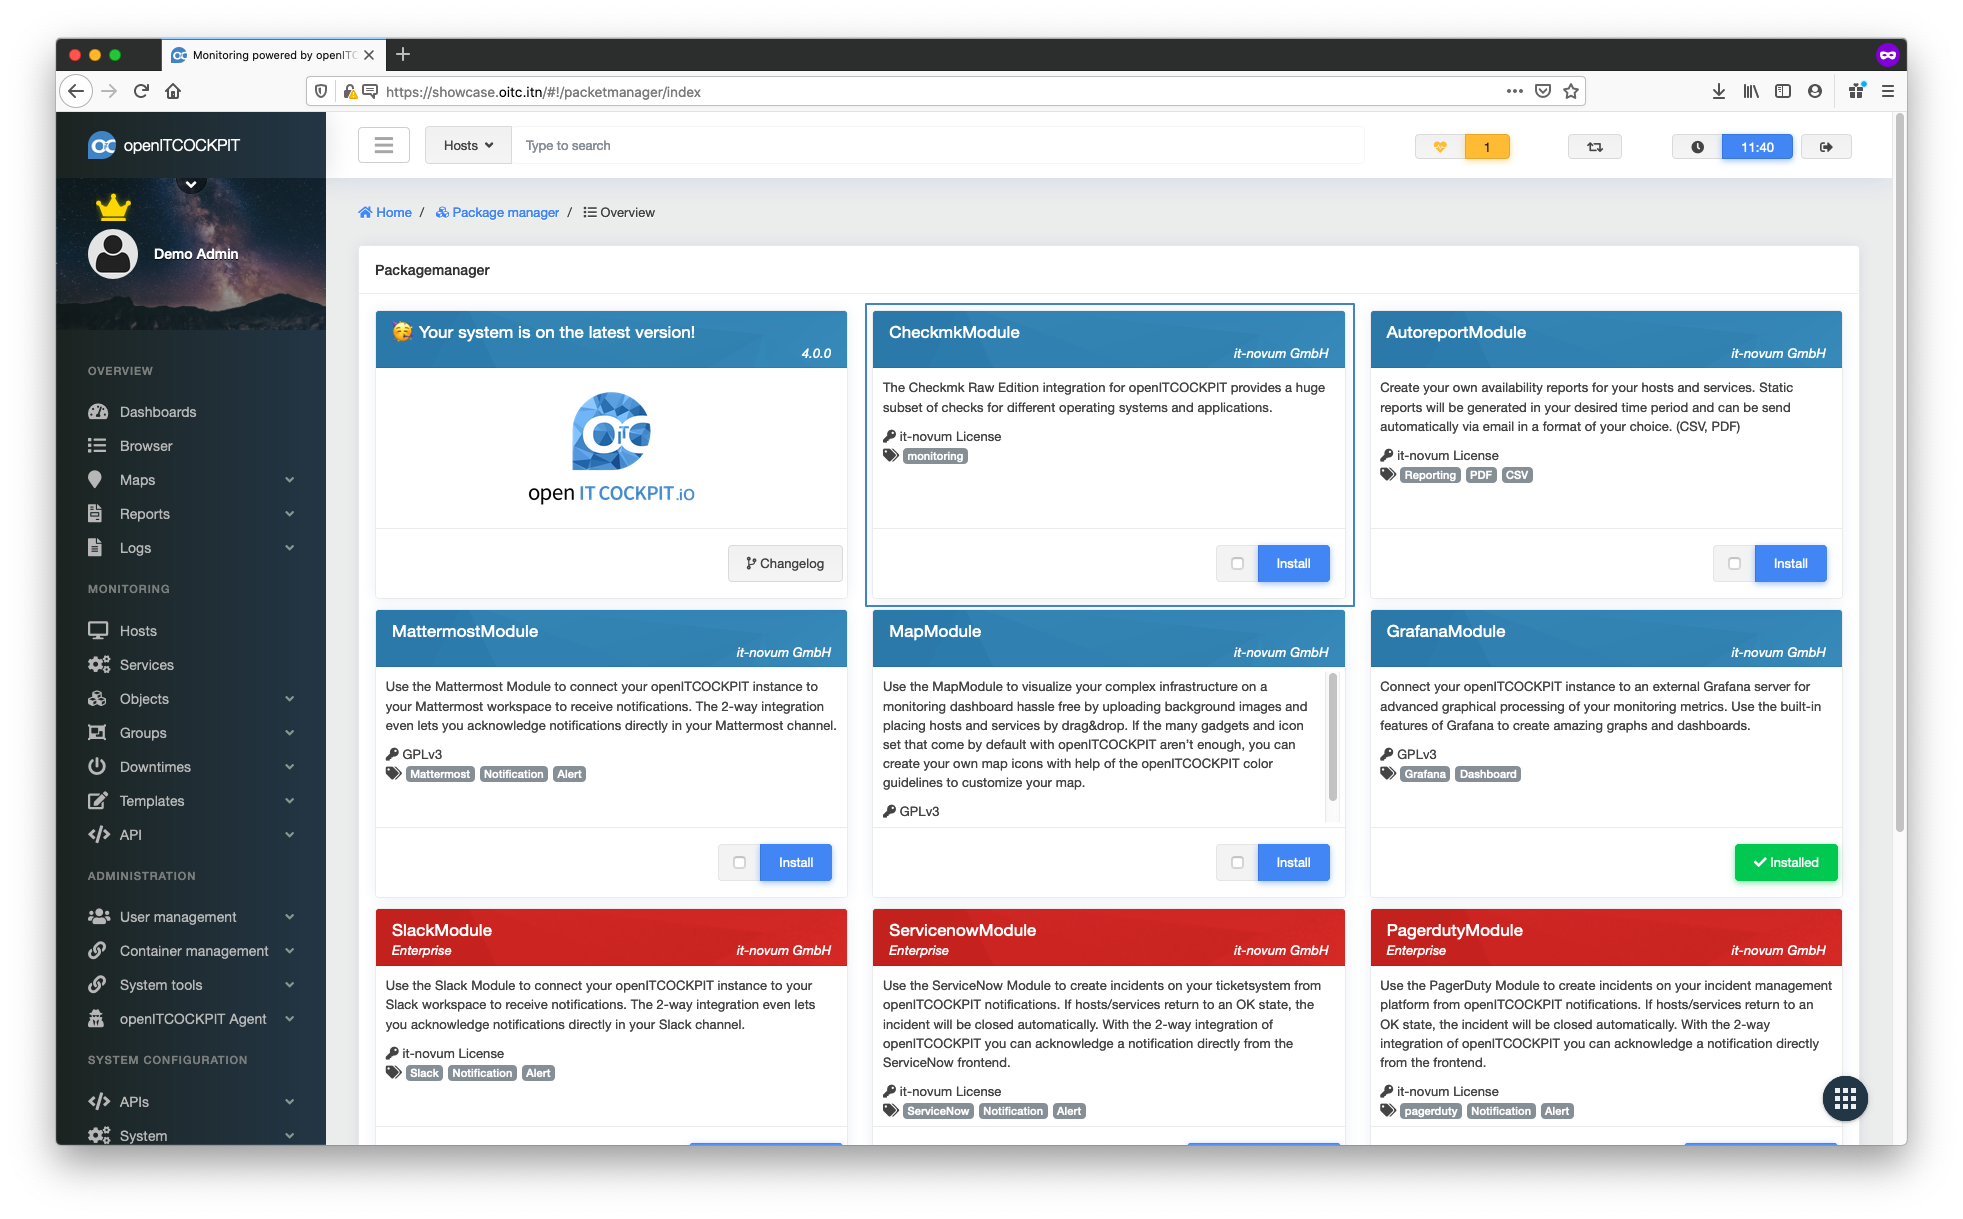 Monitoring powered by openITC
https://showcase.oitc.itn/#!/packetmanager/index
openITCOCKPIT
Hosts
Type to search
1
11:40
Demo Admin
Home / Package manager / Overview
Packagemanager
OVERVIEW
Dashboards
Browser
Maps
Reports
Logs
MONITORING
Hosts
Services
Objects
Groups
Downtimes
Templates
API
ADMINISTRATION
User management
Container management
System tools
openITCOCKPIT Agent
SYSTEM CONFIGURATION
APIs
System
Your system is on the latest version!
4.0.0
OiTC
open IT COCKPIT.io
Changelog
CheckmkModule
it-novum GmbH
The Checkmk Raw Edition integration for openITCOCKPIT provides a huge
subset of checks for different operating systems and applications.
it-novum License
monitoring
Install
AutoreportModule
it-novum GmbH
Create your own availability reports for your hosts and services. Static
reports will be generated in your desired time period and can be send
automatically via email in a format of your choice. (CSV, PDF)
it-novum License
Reporting PDF CSV
Install
MattermostModule
it-novum GmbH
Use the Mattermost Module to connect your openITCOCKPIT instance to
your Mattermost workspace to receive notifications. The 2-way integration
even lets you acknowledge notifications directly in your Mattermost channel.
GPLv3
Mattermost Notification Alert
Install
MapModule
it-novum GmbH
Use the MapModule to visualize your complex infrastructure on a
monitoring dashboard hassle free by uploading background images and
placing hosts and services by drag&drop. If the many gadgets and icon
set that come by default with openITCOCKPIT aren't enough, you can
create your own map icons with help of the openITCOCKPIT color
guidelines to customize your map.
GPLv3
Install
GrafanaModule
it-novum GmbH
Connect your openITCOCKPIT instance to an external Grafana server for
advanced graphical processing of your monitoring metrics. Use the built-in
features of Grafana to create amazing graphs and dashboards.
GPLv3
Grafana Dashboard
Installed
SlackModule
Enterprise it-novum GmbH
Use the Slack Module to connect your openITCOCKPIT instance to your
Slack workspace to receive notifications. The 2-way integration even lets
you acknowledge notifications directly in your Slack channel.
it-novum License
Slack Notification Alert
ServicenowModule
Enterprise it-novum GmbH
Use the ServiceNow Module to create incidents on your ticketsystem from
openITCOCKPIT notifications. If hosts/services return to an OK state, the
incident will be closed automatically. With the 2-way integration of
openITCOCKPIT you can acknowledge a notification directly from the
ServiceNow frontend.
it-novum License
ServiceNow Notification Alert
PagerdutyModule
Enterprise it-novum GmbH
Use the PagerDuty Module to create incidents on your incident management
platform from openITCOCKPIT notifications. If hosts/services return to an
OK state, the incident will be closed automatically. With the 2-way
integration of openITCOCKPIT you can acknowledge a notification directly
from the frontend.
it-novum License
pagerduty Notification Alert